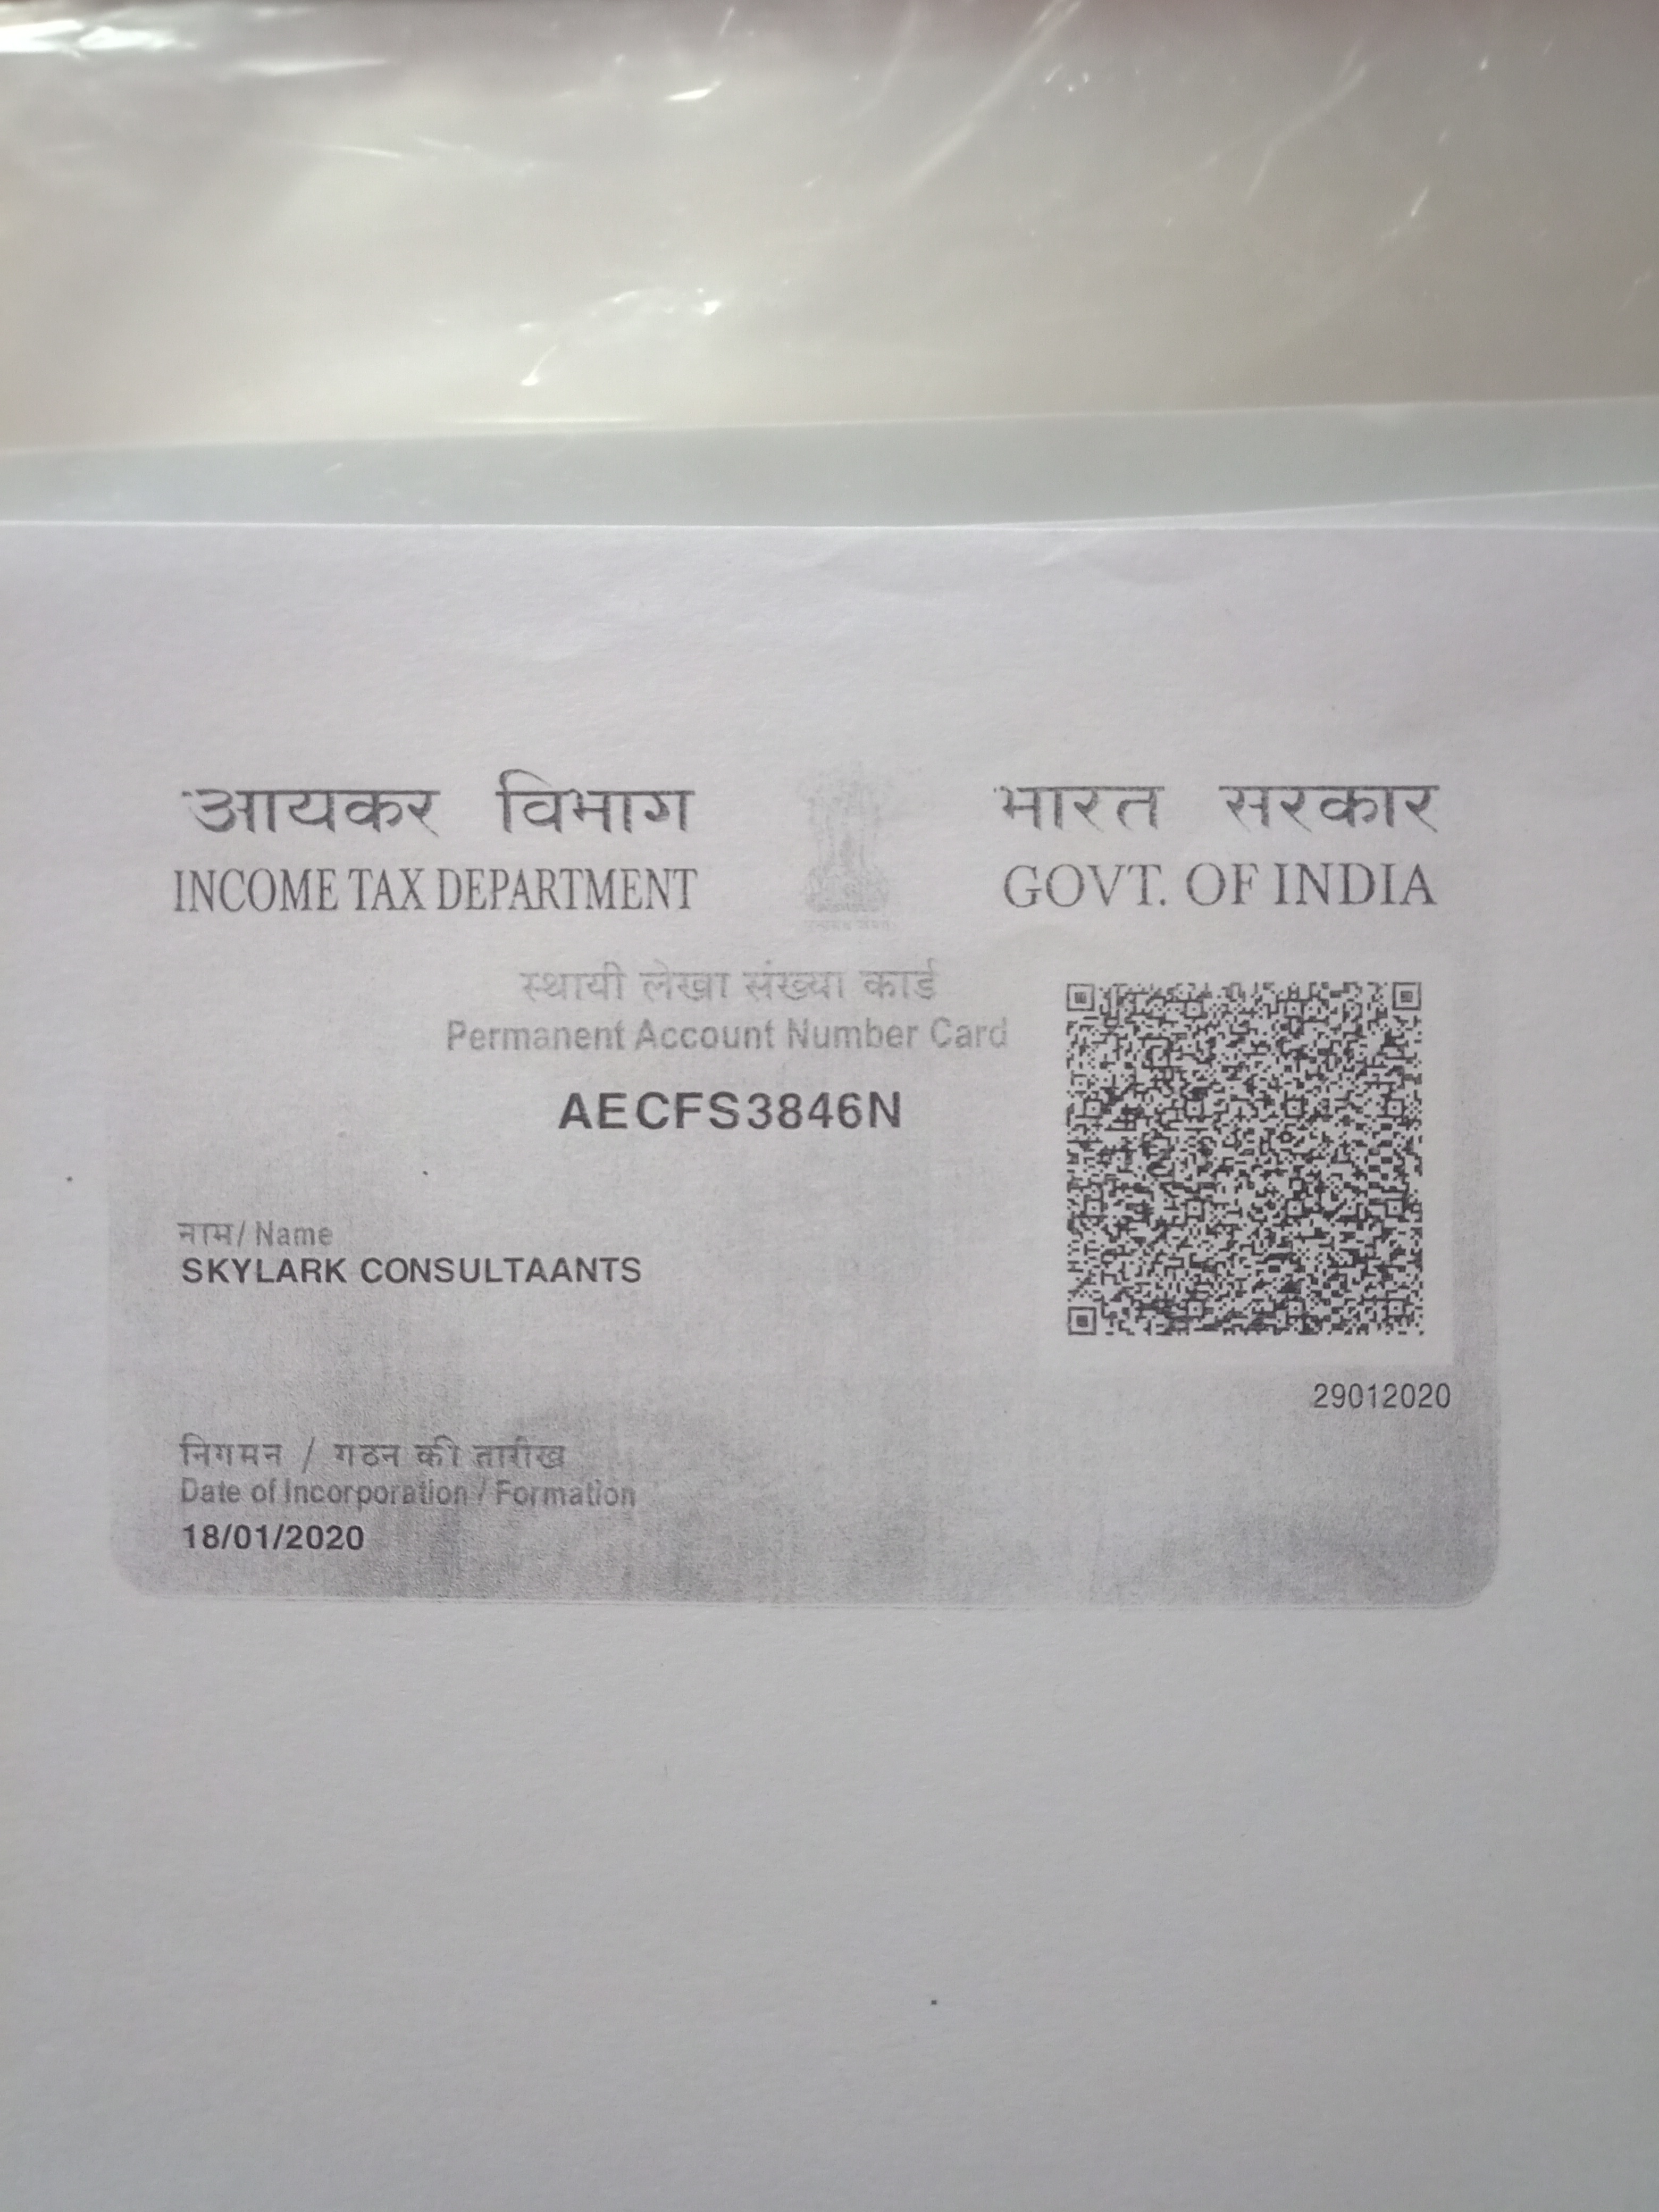 आयकर विभाग
INCOME TAX DEPARTMENT
भारत सरकार
GOVT. OF INDIA
स्थायी लेखा संख्या कार्ड
Permanent Account Number Card
AECFS3846N
नाम/ Name
SKYLARK CONSULTAANTS
29012020
निगमन / गठन की तारीख
Date of Incorporation / Formation
18/01/2020